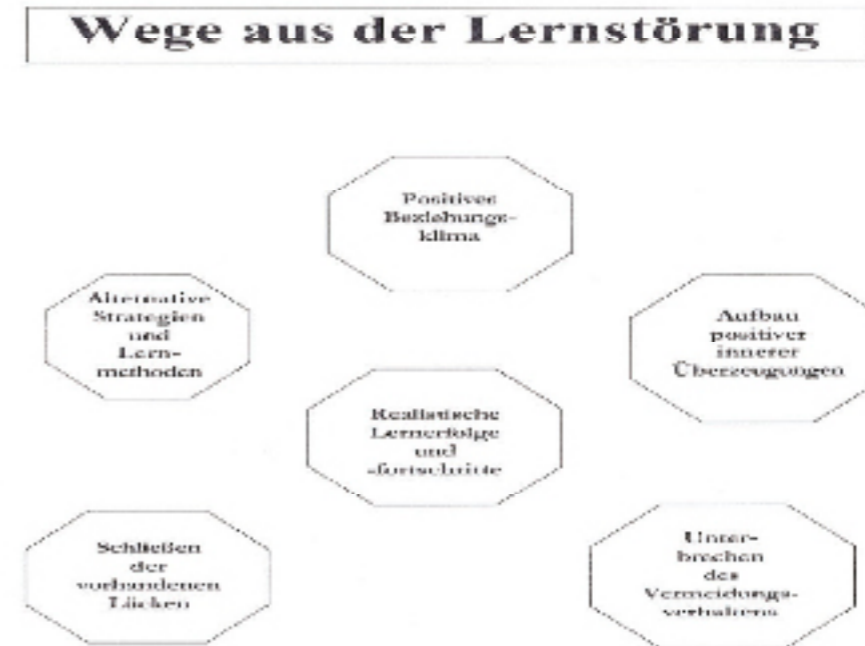 Wege aus der Lernstörung
Positives
Beziehungs-
klima
Alternative
Strategien
und
Lern-
methoden
Aufbau
positiver
innerer
Überzeugungen
Realistische
Lernerfolge
und
-fortschritte
Schließen
der
vorhandenen
Lücken
Unter-
brechen
des
Vermeidungs-
verhaltens